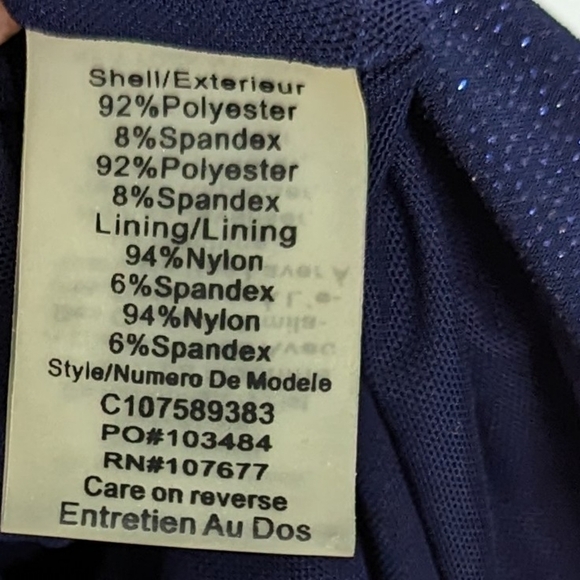 Shell/Exterieur
92%Polyester
8%Spandex
92%Polyester
8%Spandex
Lining/Lining
94%Nylon
6%Spandex
94%Nylon
6%Spandex
Style/Numero De Modele
C107589383
PO#103484
RN#107677
Care on reverse
Entretien Au Dos